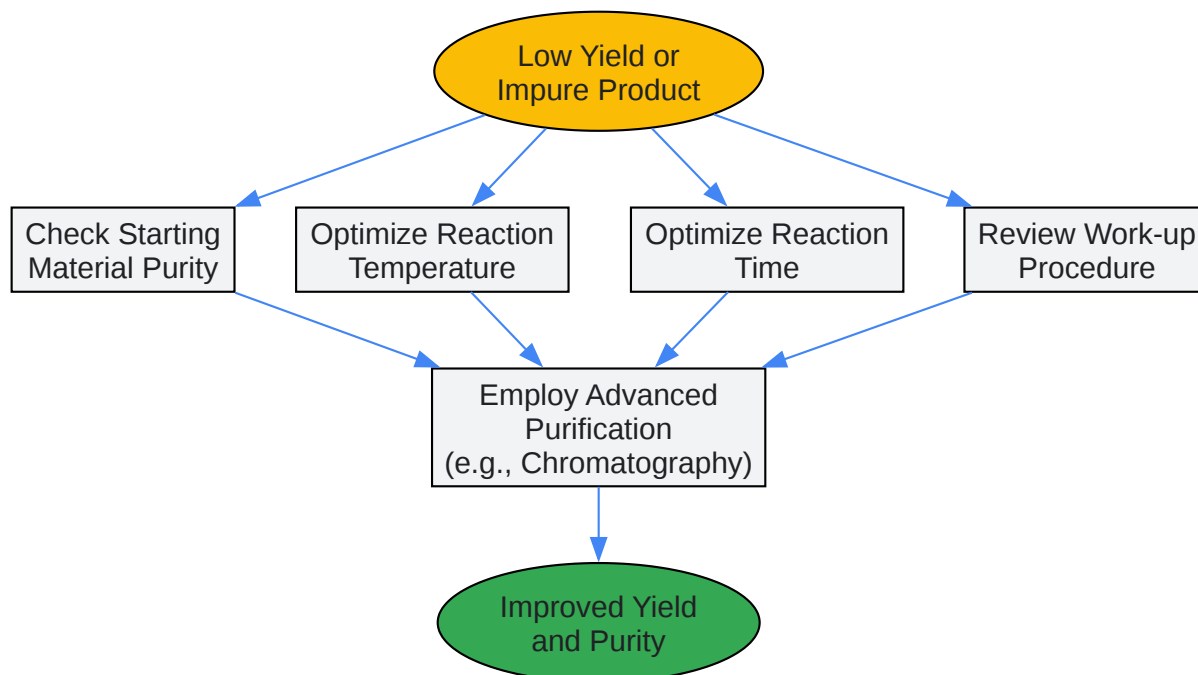 Low Yield or
Impure Product
Check Starting
Material Purity
Optimize Reaction
Temperature
Optimize Reaction
Time
Review Work-up
Procedure
Employ Advanced
Purification
(e.g., Chromatography)
Improved Yield
and Purity